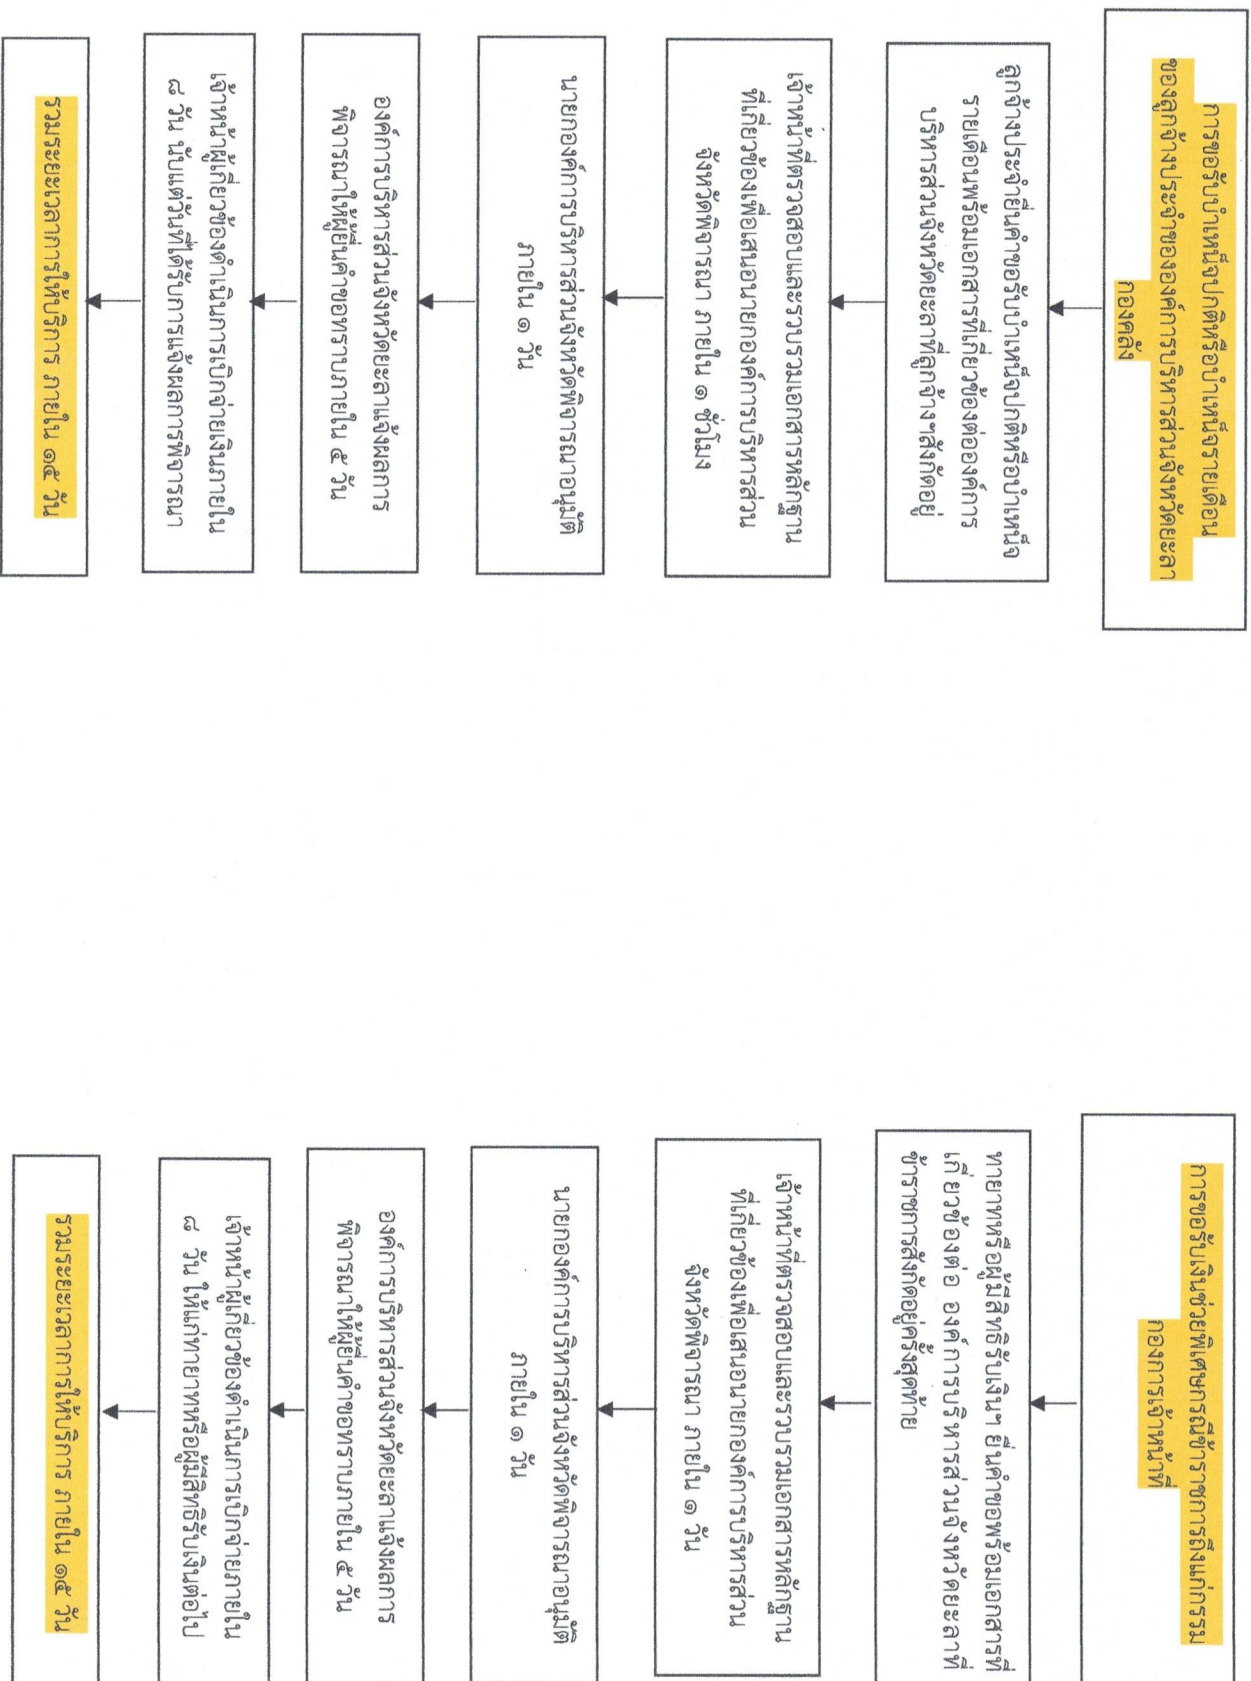 การขอรับบำเหน็จปกติหรือบำเหน็จรายเดือน
ของลูกจ้างประจำขององค์การบริหารส่วนจังหวัดยะลา
กองคลัง
ลูกจ้างประจำยื่นคำขอรับบำเหน็จปกติหรือบำเหน็จ
รายเดือนพร้อมเอกสารที่เกี่ยวข้องต่อองค์การ
บริหารส่วนจังหวัดยะลาที่ลูกจ้างฯสังกัดอยู่
เจ้าหน้าที่ตรวจสอบและรวบรวมเอกสารหลักฐาน
ที่เกี่ยวข้องเพื่อเสนอนายกองค์การบริหารส่วน
จังหวัดพิจารณา ภายใน ๑ ชั่วโมง
นายกองค์การบริหารส่วนจังหวัดพิจารณาอนุมัติ
ภายใน ๑ วัน
องค์การบริหารส่วนจังหวัดยะลาแจ้งผลการ
พิจารณาให้ผู้ยื่นคำขอทราบภายใน ๕ วัน
เจ้าหน้าผู้เกี่ยวข้องดำเนินการเบิกจ่ายเงินภายใน
๘ วัน นับแต่วันที่ได้รับการแจ้งผลการพิจารณา
รวมระยะเวลาการให้บริการ ภายใน ๑๕ วัน
การขอรับเงินช่วยพิเศษกรณีข้าราชการถึงแก่กรรม
กองการเจ้าหน้าที่
ทายาทหรือผู้มีสิทธิรับเงินฯ ยื่นคำขอพร้อมเอกสารที่
เกี่ยวข้องต่อ องค์การบริหารส่วนจังหวัดยะลาที่
ข้าราชการสังกัดอยู่ครั้งสุดท้าย
เจ้าหน้าที่ตรวจสอบและรวบรวมเอกสารหลักฐาน
ที่เกี่ยวข้องเพื่อเสนอนายกองค์การบริหารส่วน
จังหวัดพิจารณา ภายใน ๑ วัน
นายกองค์การบริหารส่วนจังหวัดพิจารณาอนุมัติ
ภายใน ๑ วัน
องค์การบริหารส่วนจังหวัดยะลาแจ้งผลการ
พิจารณาให้ผู้ยื่นคำขอทราบภายใน ๕ วัน
เจ้าหน้าผู้เกี่ยวข้องดำเนินการเบิกจ่ายภายใน
๘ วัน ให้แก่ทายาทหรือผู้มีสิทธิรับเงินต่อไป
รวมระยะเวลาการให้บริการ ภายใน ๑๕ วัน